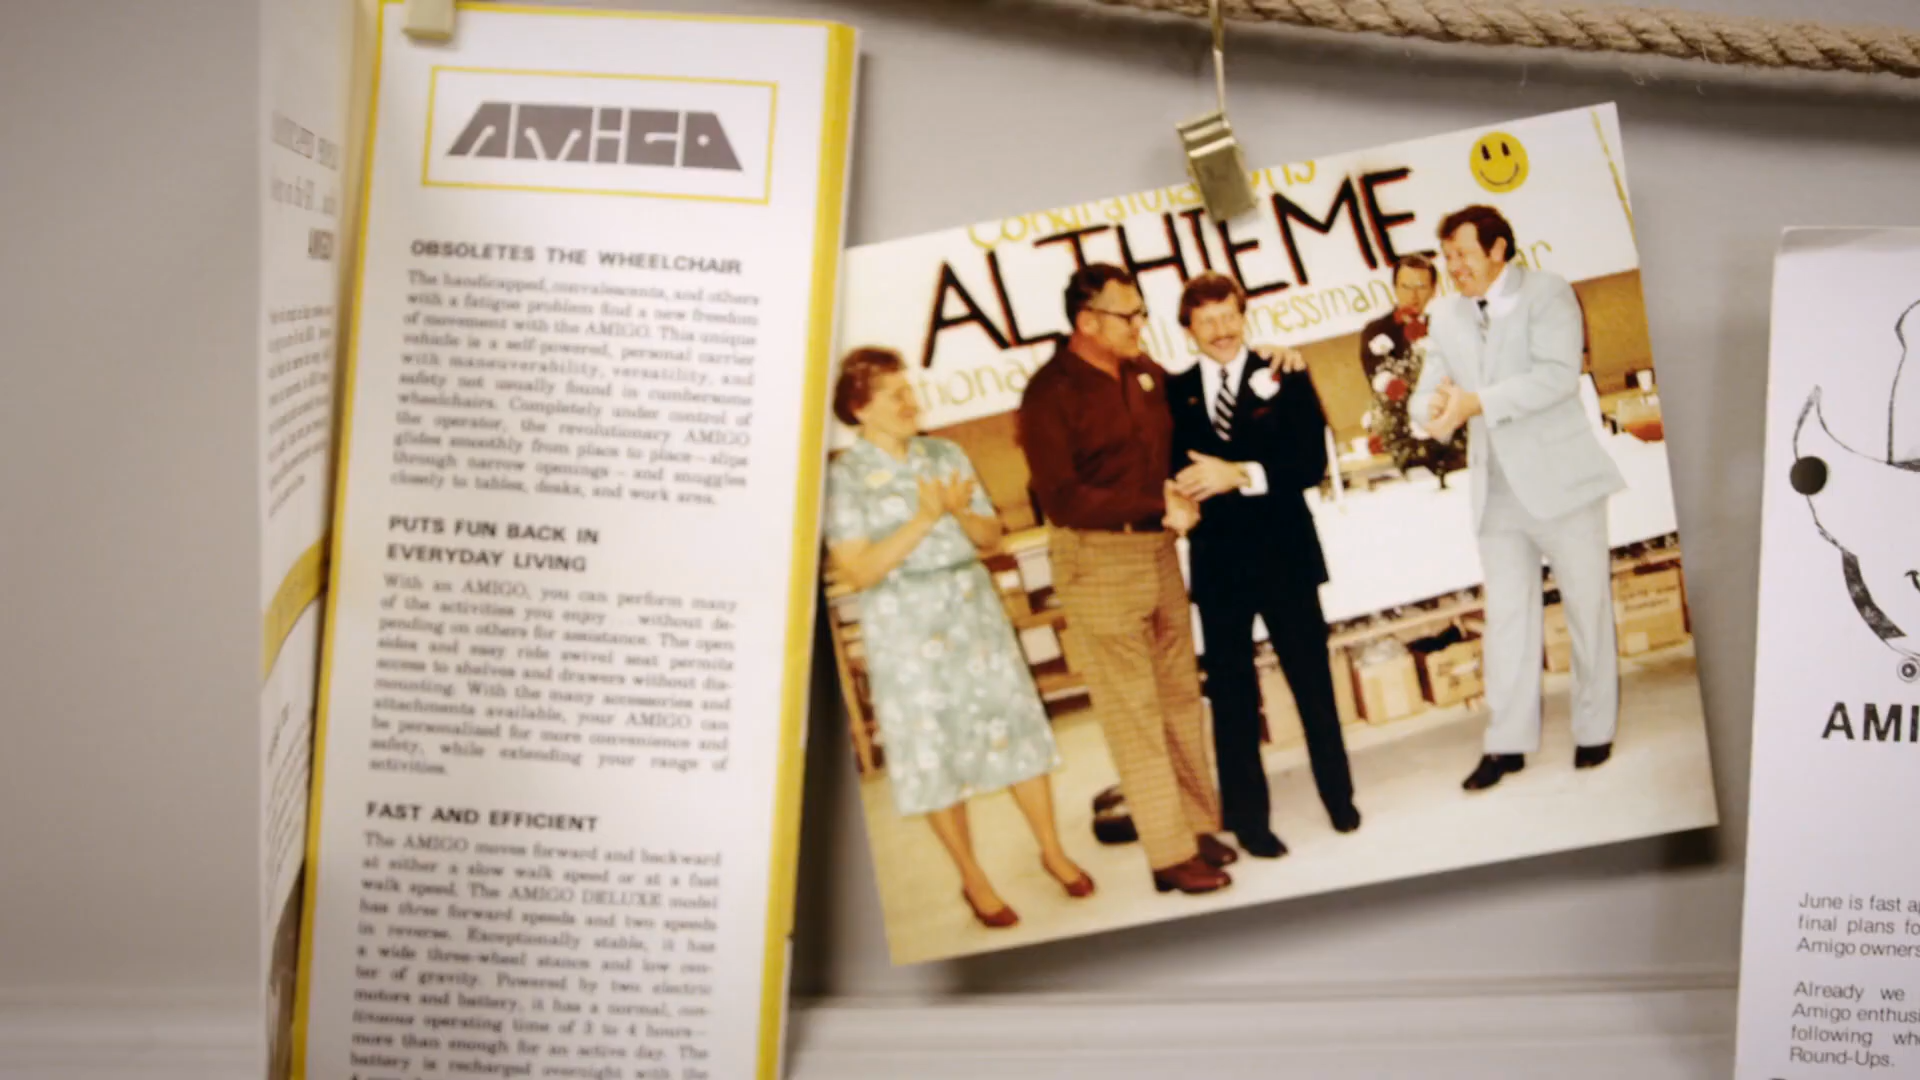 AMIGO
OBSOLETES THE WHEELCHAIR
The handicapped, convalescents, and others
with a fatigue problem find a new freedom
of movement with the AMIGO. This unique
vehicle is a self-powered, personal carrier
with maneuverability, versatility, and
safety not usually found in cumbersome
wheelchairs. Completely under control of
the operator, the revolutionary AMIGO
glides smoothly from place to place—slips
through narrow openings — and snuggles
closely to tables, desks, and work area.
PUTS FUN BACK IN
EVERYDAY LIVING
With an AMIGO, you can perform many
of the activities you enjoy . . . without de-
pending on others for assistance. The open
sides and easy ride swivel seat permits
access to shelves and drawers without dis-
mounting. With the many accessories and
attachments available, your AMIGO can
be personalized for more convenience and
safety, while extending your range of
activities.
FAST AND EFFICIENT
The AMIGO moves forward and backward
at either a slow walk speed or at a fast
walk speed. The AMIGO DELUXE model
has three forward speeds and two speeds
in reverse. Exceptionally stable, it has
a wide three-wheel stance and low cen-
ter of gravity. Powered by two electric
motors and battery, it has a normal, con-
tinuous operating time of 3 to 4 hours—
more than enough for an active day. The
battery is recharged overnight with the
AL THIEME
AMI
June is fast
final plans
Amigo owners
Already we
Amigo
following
Round-Ups.